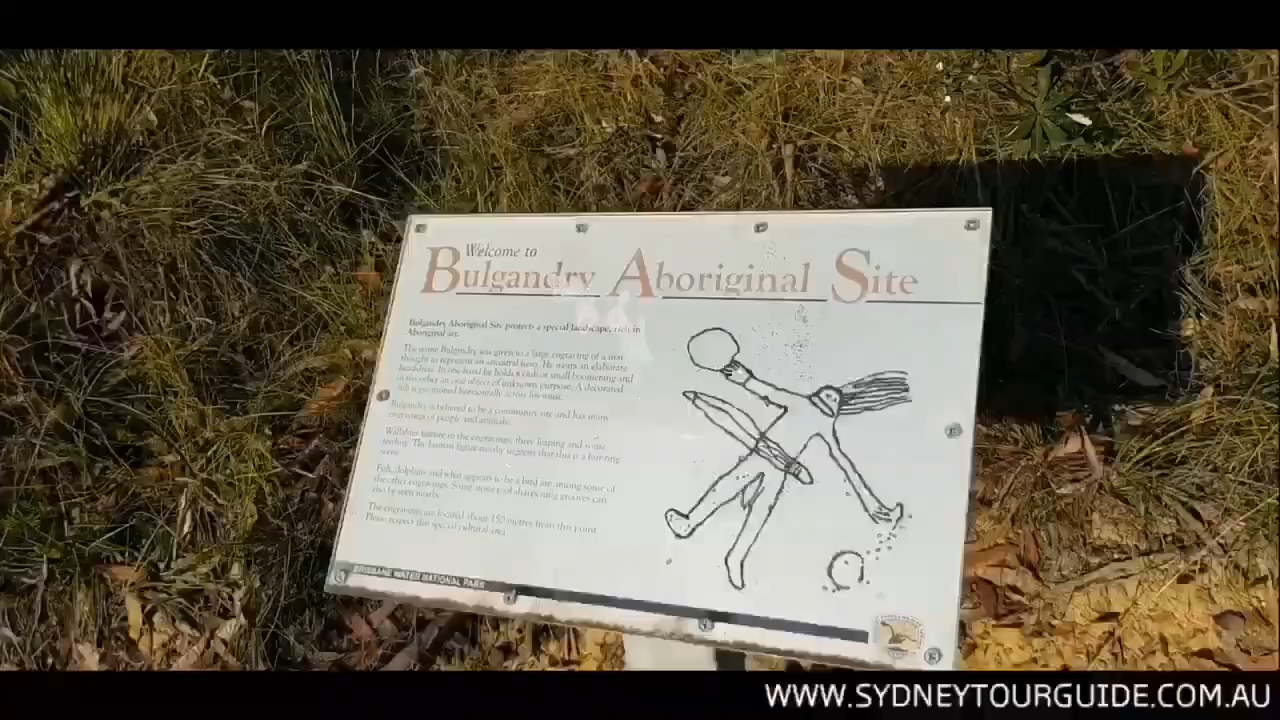 Welcome to
Bulgandry Aboriginal Site
Bulgandry Aboriginal Site protects a special landscape, rich in
Aboriginal art.
The name Bulgandry was given to a large engraving of a man
thought to represent an ancestral hero. He wears an elaborate
headdress. In one hand he holds a club or small boomerang and
in the other an oval object of unknown purpose. A decorated
is positioned horizontally across his waist.
Bulgandry is believed to be a community site and has many
engravings of people and animals.
Wallabies feature in the engravings; three leaping and some
feeding. The human figure nearby suggests that this is a hunting
scene.
Fish, dolphins and what appears to be a bird are among some of
the other engravings. Some stone tool sharpening grooves can
also be seen nearby.
The engravings are located about 150 metres from this point.
Please respect this special cultural area.
BRISBANE WATER NATIONAL PARK
WWW.SYDNEYTOURGUIDE.COM.AU